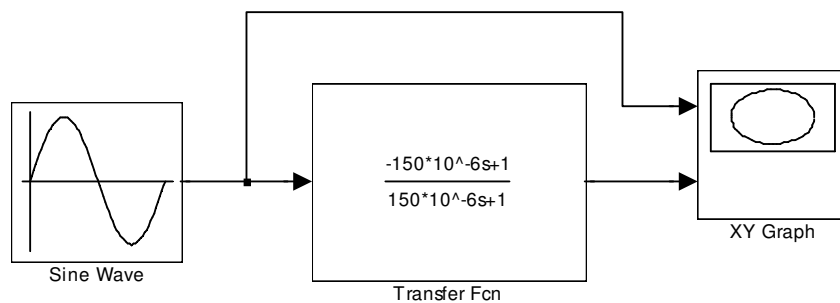 -150*10^-6s+1
150*10^-6s+1
XY Graph
Sine Wave
Transfer Fcn